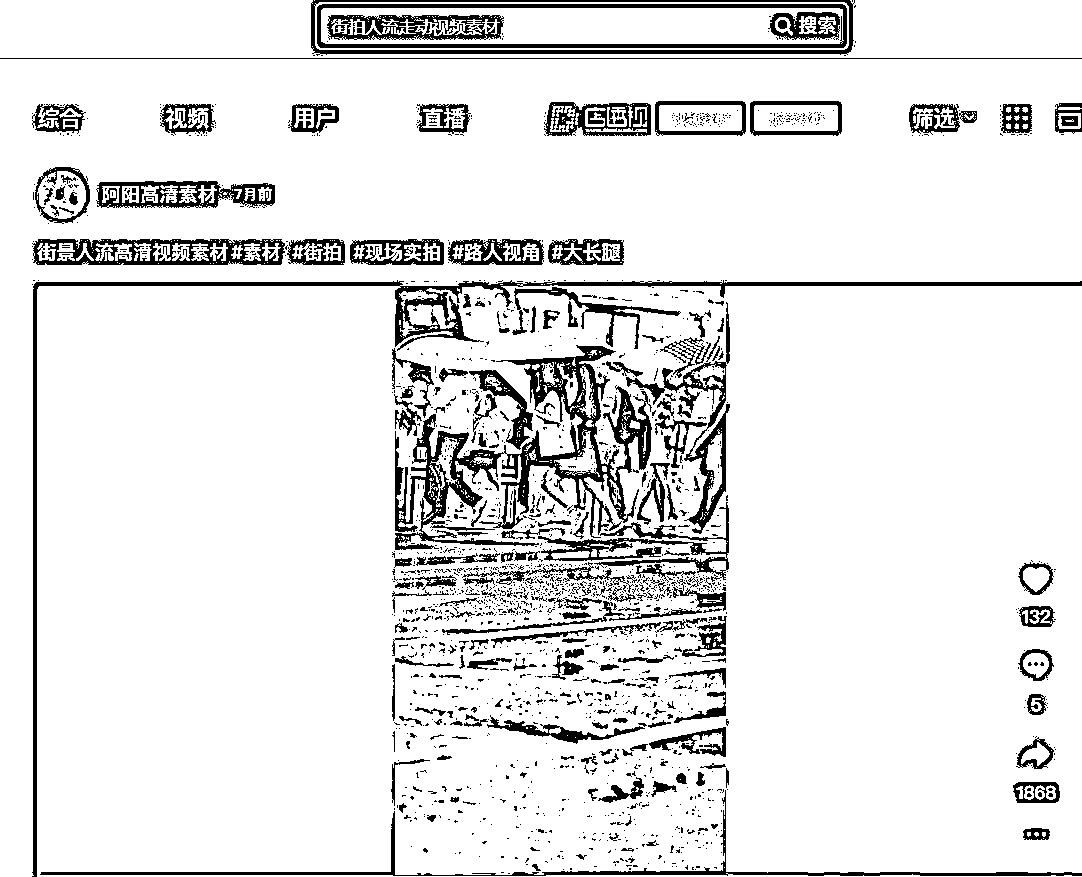 街拍人流走动视频素材 搜索
综合 视频 用户 直播 筛选
阿阳高清素材 · 7月前
街景人流高清视频素材 #素材 #街拍 #现场实拍 #路人视角 #大长腿
132
5
1868